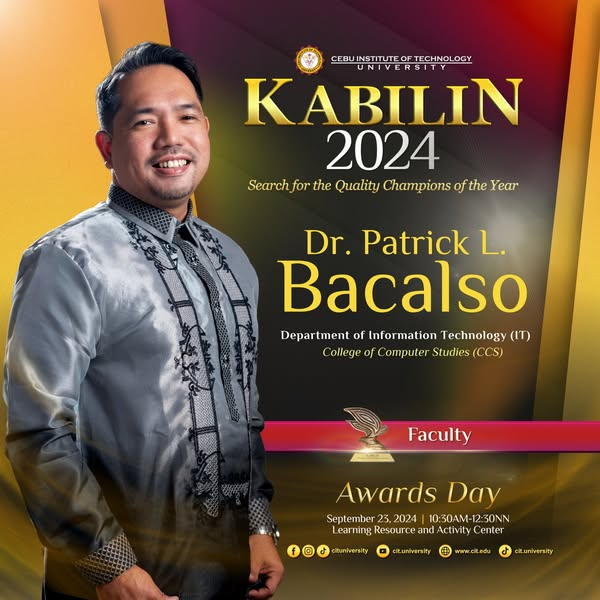 CEBU INSTITUTE OF TECHNOLOGY
UNIVERSITY
KABILIN
2024
Search for the Quality Champions of the Year
Dr. Patrick L.
Bacalso
Department of Information Technology (IT)
College of Computer Studies (CCS)
Faculty
Awards Day
September 23, 2024 | 10:30AM-12:30NN
Learning Resource and Activity Center
cituniversity cit.university www.cit.edu cit.university